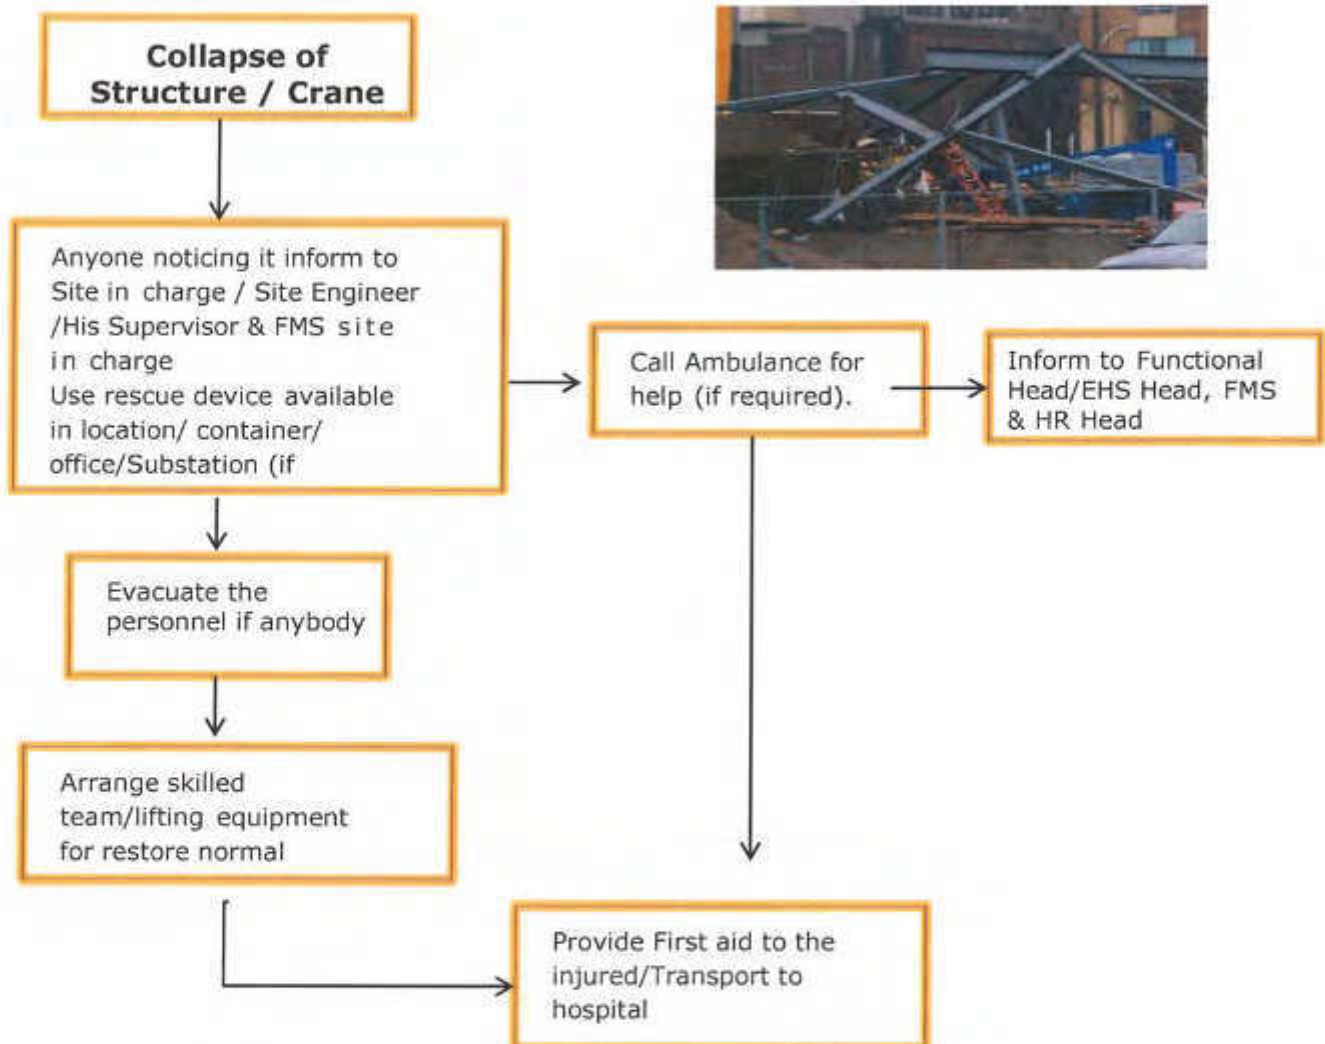 Collapse of
Structure / Crane
Anyone noticing it inform to
Site in charge / Site Engineer
/His Supervisor & FMS site
in charge
Use rescue device available
in location/ container/
office/Substation (if
Call Ambulance for
help (if required).
Inform to Functional
Head/EHS Head, FMS
& HR Head
Evacuate the
personnel if anybody
Arrange skilled
team/lifting equipment
for restore normal
Provide First aid to the
injured/Transport to
hospital